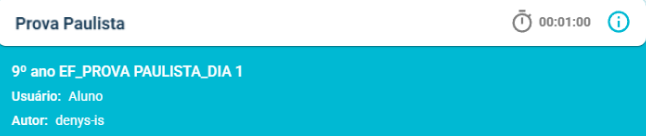 Prova Paulista
00:01:00
9º ano EF_PROVA PAULISTA_DIA 1
Usuário: Aluno
Autor: denys-is